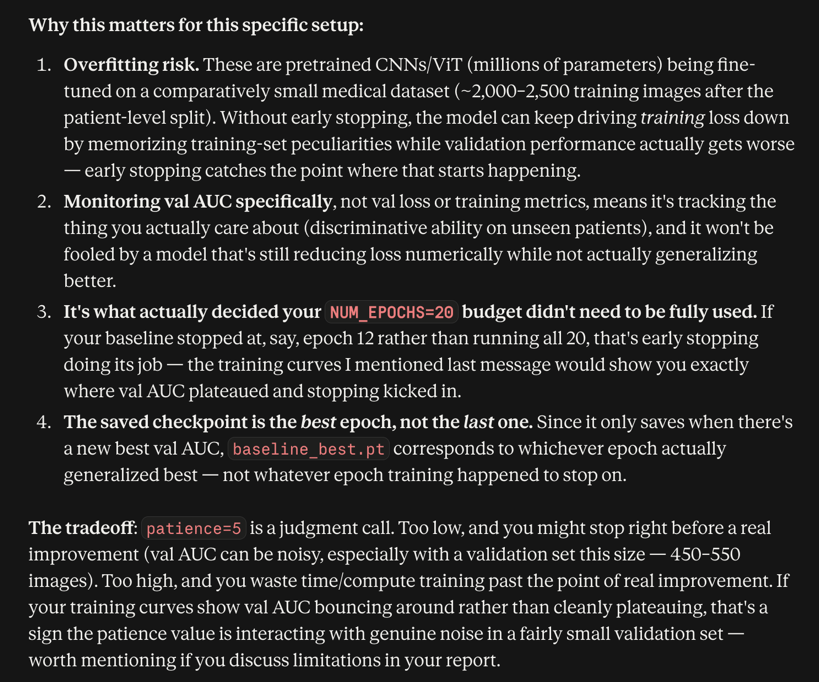 Why this matters for this specific setup:
1. Overfitting risk. These are pretrained CNNs/ViT (millions of parameters) being fine-
tuned on a comparatively small medical dataset (~2,000–2,500 training images after the
patient-level split). Without early stopping, the model can keep driving training loss down
by memorizing training-set peculiarities while validation performance actually gets worse
— early stopping catches the point where that starts happening.
2. Monitoring val AUC specifically, not val loss or training metrics, means it's tracking the
thing you actually care about (discriminative ability on unseen patients), and it won't be
fooled by a model that's still reducing loss numerically while not actually generalizing
better.
3. It's what actually decided your NUM_EPOCHS=20 budget didn't need to be fully used. If
your baseline stopped at, say, epoch 12 rather than running all 20, that's early stopping
doing its job — the training curves I mentioned last message would show you exactly
where val AUC plateaued and stopping kicked in.
4. The saved checkpoint is the best epoch, not the last one. Since it only saves when there's
a new best val AUC, baseline_best.pt corresponds to whichever epoch actually
generalized best — not whatever epoch training happened to stop on.
The tradeoff: patience=5 is a judgment call. Too low, and you might stop right before a real
improvement (val AUC can be noisy, especially with a validation set this size — 450–550
images). Too high, and you waste time/compute training past the point of real improvement. If
your training curves show val AUC bouncing around rather than cleanly plateauing, that's a
sign the patience value is interacting with genuine noise in a fairly small validation set —
worth mentioning if you discuss limitations in your report.